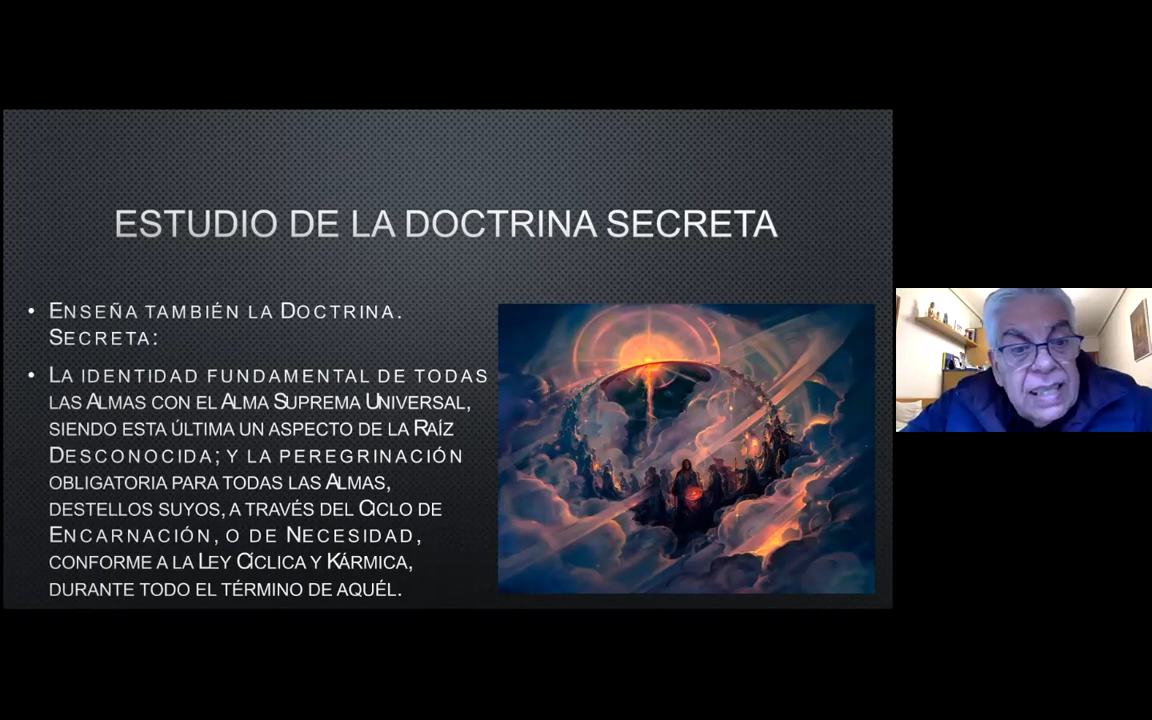 ESTUDIO DE LA DOCTRINA SECRETA
• ENSEÑA TAMBIÉN LA DOCTRINA.
SECRETA:
• LA IDENTIDAD FUNDAMENTAL DE TODAS
LAS ALMAS CON EL ALMA SUPREMA UNIVERSAL,
SIENDO ESTA ÚLTIMA UN ASPECTO DE LA RAÍZ
DESCONOCIDA; Y LA PEREGRINACIÓN
OBLIGATORIA PARA TODAS LAS ALMAS,
DESTELLOS SUYOS, A TRAVÉS DEL CICLO DE
ENCARNACIÓN, O DE NECESIDAD,
CONFORME A LA LEY CÍCLICA Y KÁRMICA,
DURANTE TODO EL TÉRMINO DE AQUÉL.